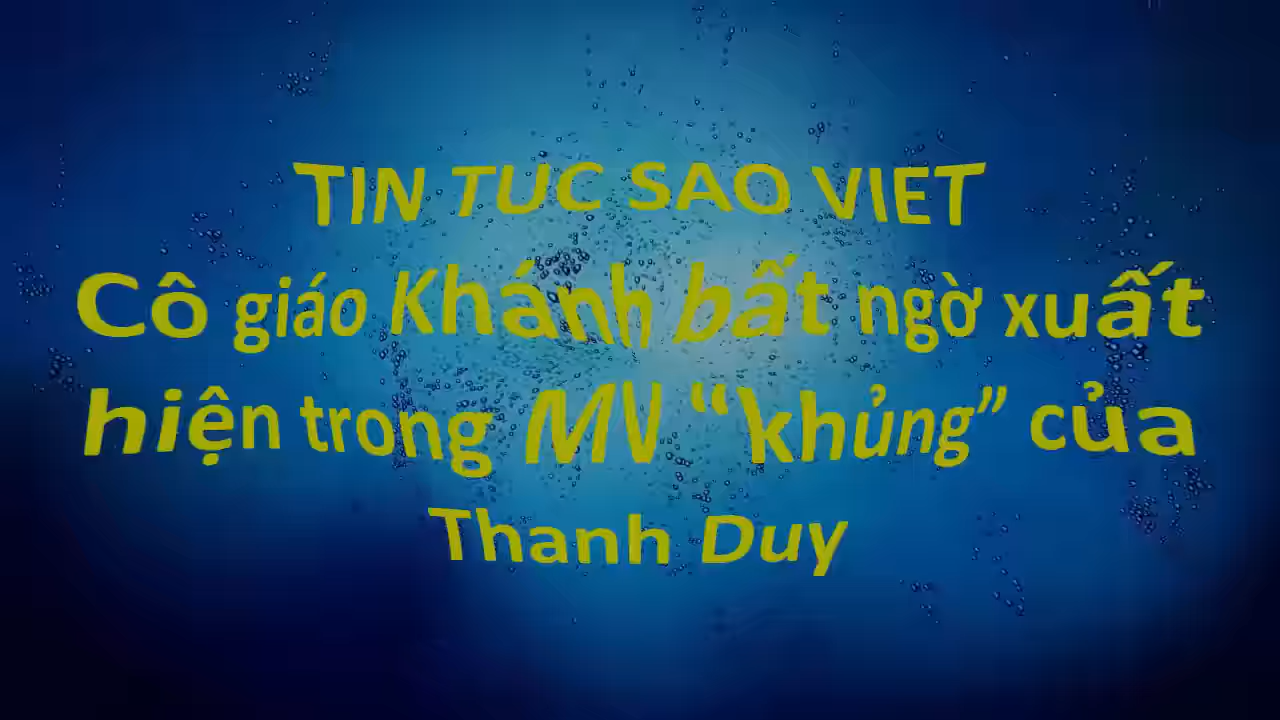 TIN TUC SAO VIET
Cô giáo Khánh bất ngờ xuất
hiện trong MV “khủng” của
Thanh Duy